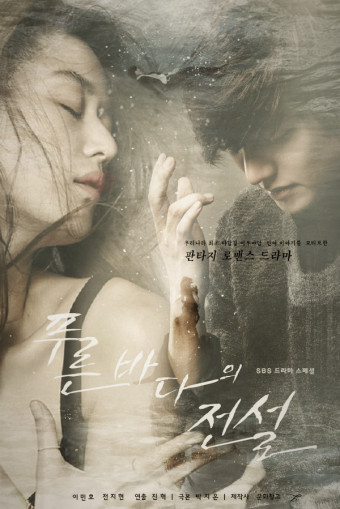 판타지 로맨스 드라마
푸른 바다의
전설
SBS 드라마 스페셜
이민호 전지현 연출 진혁 | 극본 박지은 | 제작사 문화창고